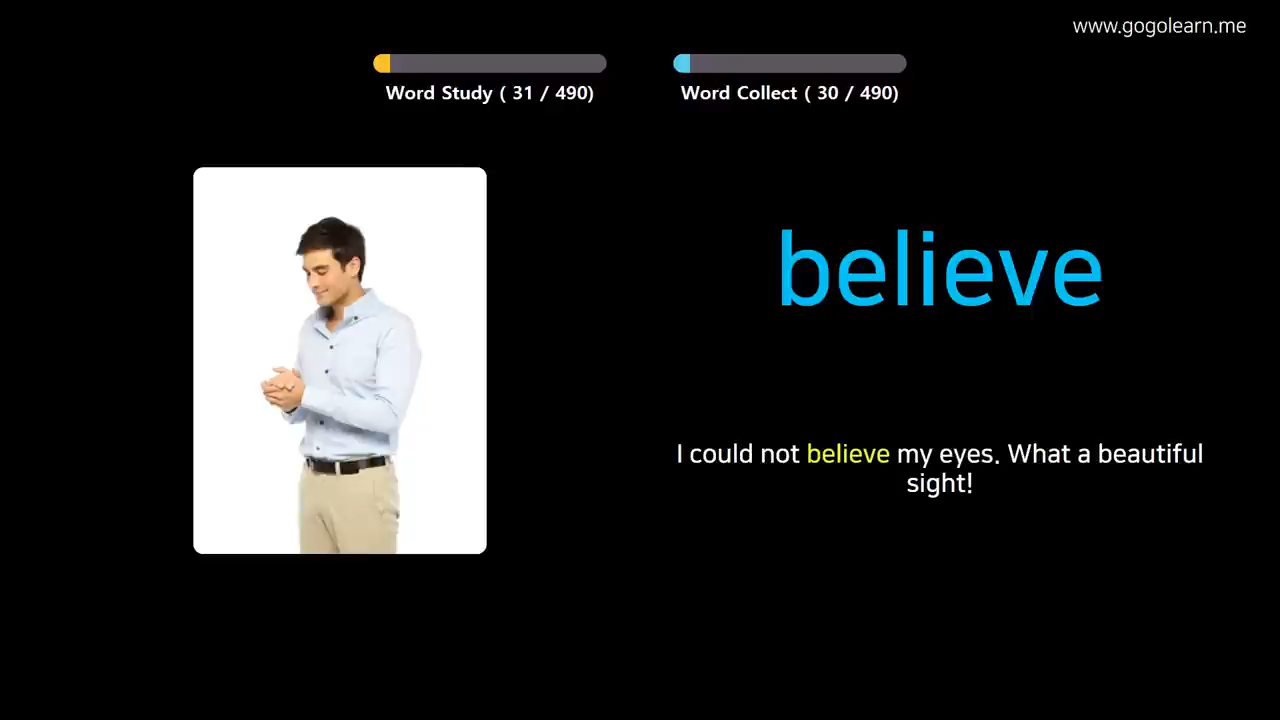 www.gogolearn.me
Word Study ( 31 / 490)
Word Collect ( 30 / 490)
believe
I could not believe my eyes. What a beautiful
sight!